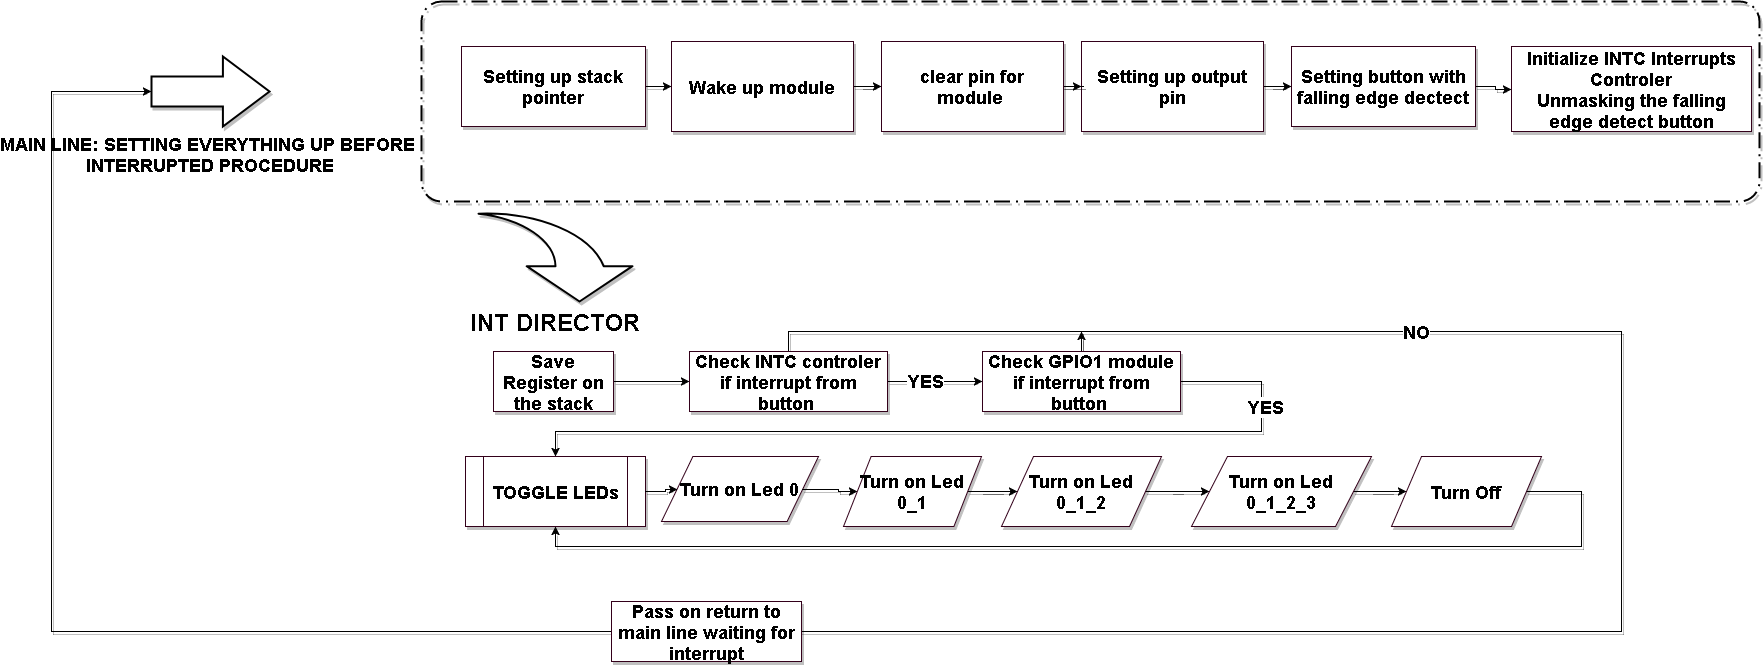 Setting up stack
pointer
Wake up module
clear pin for
module
Setting up output
pin
Setting button with
falling edge dectect
Initialize INTC Interrupts
Controler
Unmasking the falling
edge detect button
MAIN LINE: SETTING EVERYTHING UP BEFORE
INTERRUPTED PROCEDURE
INT DIRECTOR
NO
Save
Register on
the stack
Check INTC controler
if interrupt from
button
YES
Check GPIO1 module
if interrupt from
button
YES
TOGGLE LEDs
Turn on Led 0
Turn on Led
0_1
Turn on Led
0_1_2
Turn on Led
0_1_2_3
Turn Off
Pass on return to
main line waiting for
interrupt